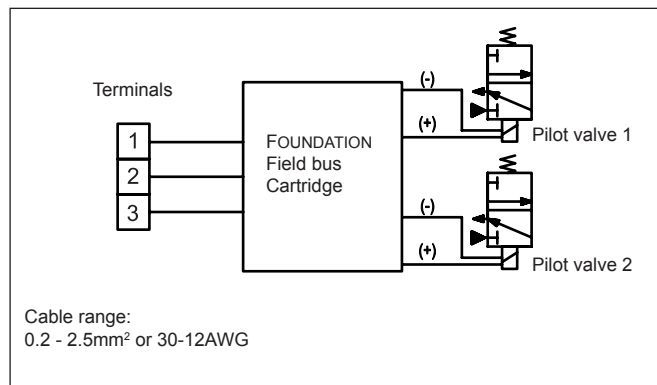 Terminals
1
2
3
FOUNDATION
Field bus
Cartridge
(-)
(+)
Pilot valve 1
(-)
(+)
Pilot valve 2
Cable range:
0.2 - 2.5mm² or 30-12AWG